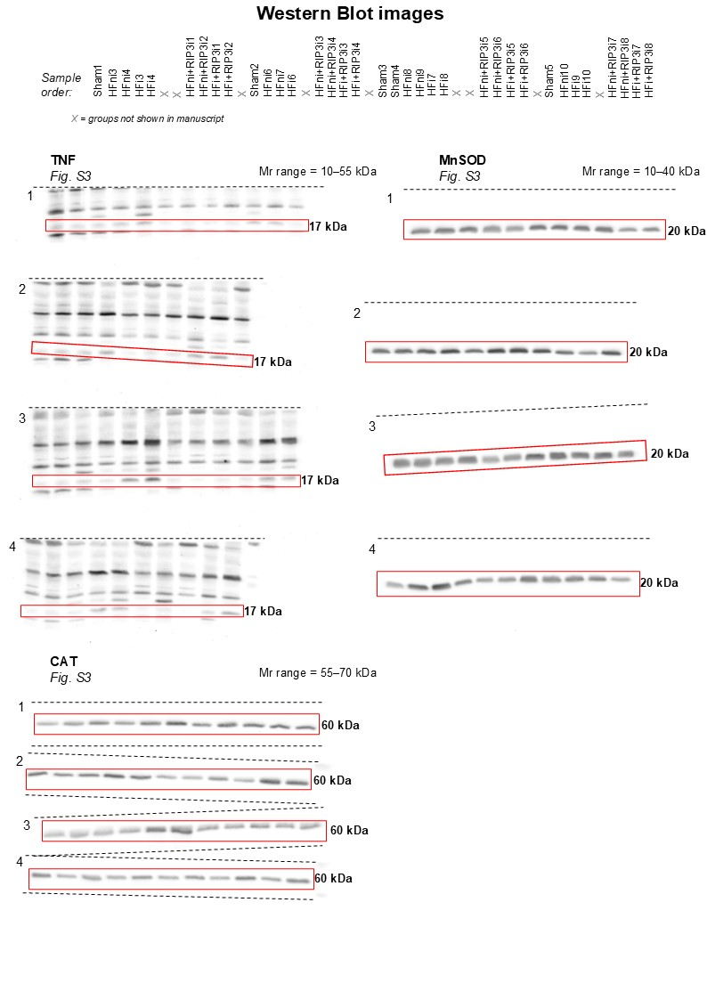 Western Blot images
Sample order:
Sham1
HFni3
HFni4
HFi3
HFi4
X
X
HFni+RIP3i1
HFni+RIP3i2
HFi+RIP3i1
HFi+RIP3i2
X
Sham2
HFni6
HFni7
HFi6
X
HFni+RIP3i3
HFni+RIP3i4
HFi+RIP3i3
HFi+RIP3i4
X
Sham3
Sham4
HFni8
HFni9
HFi7
HFi8
X
X
HFni+RIP3i5
HFni+RIP3i6
HFi+RIP3i5
HFi+RIP3i6
X
Sham5
HFni10
HFi9
HFi10
X
HFni+RIP3i7
HFni+RIP3i8
HFi+RIP3i7
HFi+RIP3i8
X = groups not shown in manuscript
TNF
Fig. S3
Mr range = 10–55 kDa
1
17 kDa
2
17 kDa
3
17 kDa
4
17 kDa
MnSOD
Fig. S3
Mr range = 10–40 kDa
1
20 kDa
2
20 kDa
3
20 kDa
4
20 kDa
CAT
Fig. S3
Mr range = 55–70 kDa
1
60 kDa
2
60 kDa
3
60 kDa
4
60 kDa